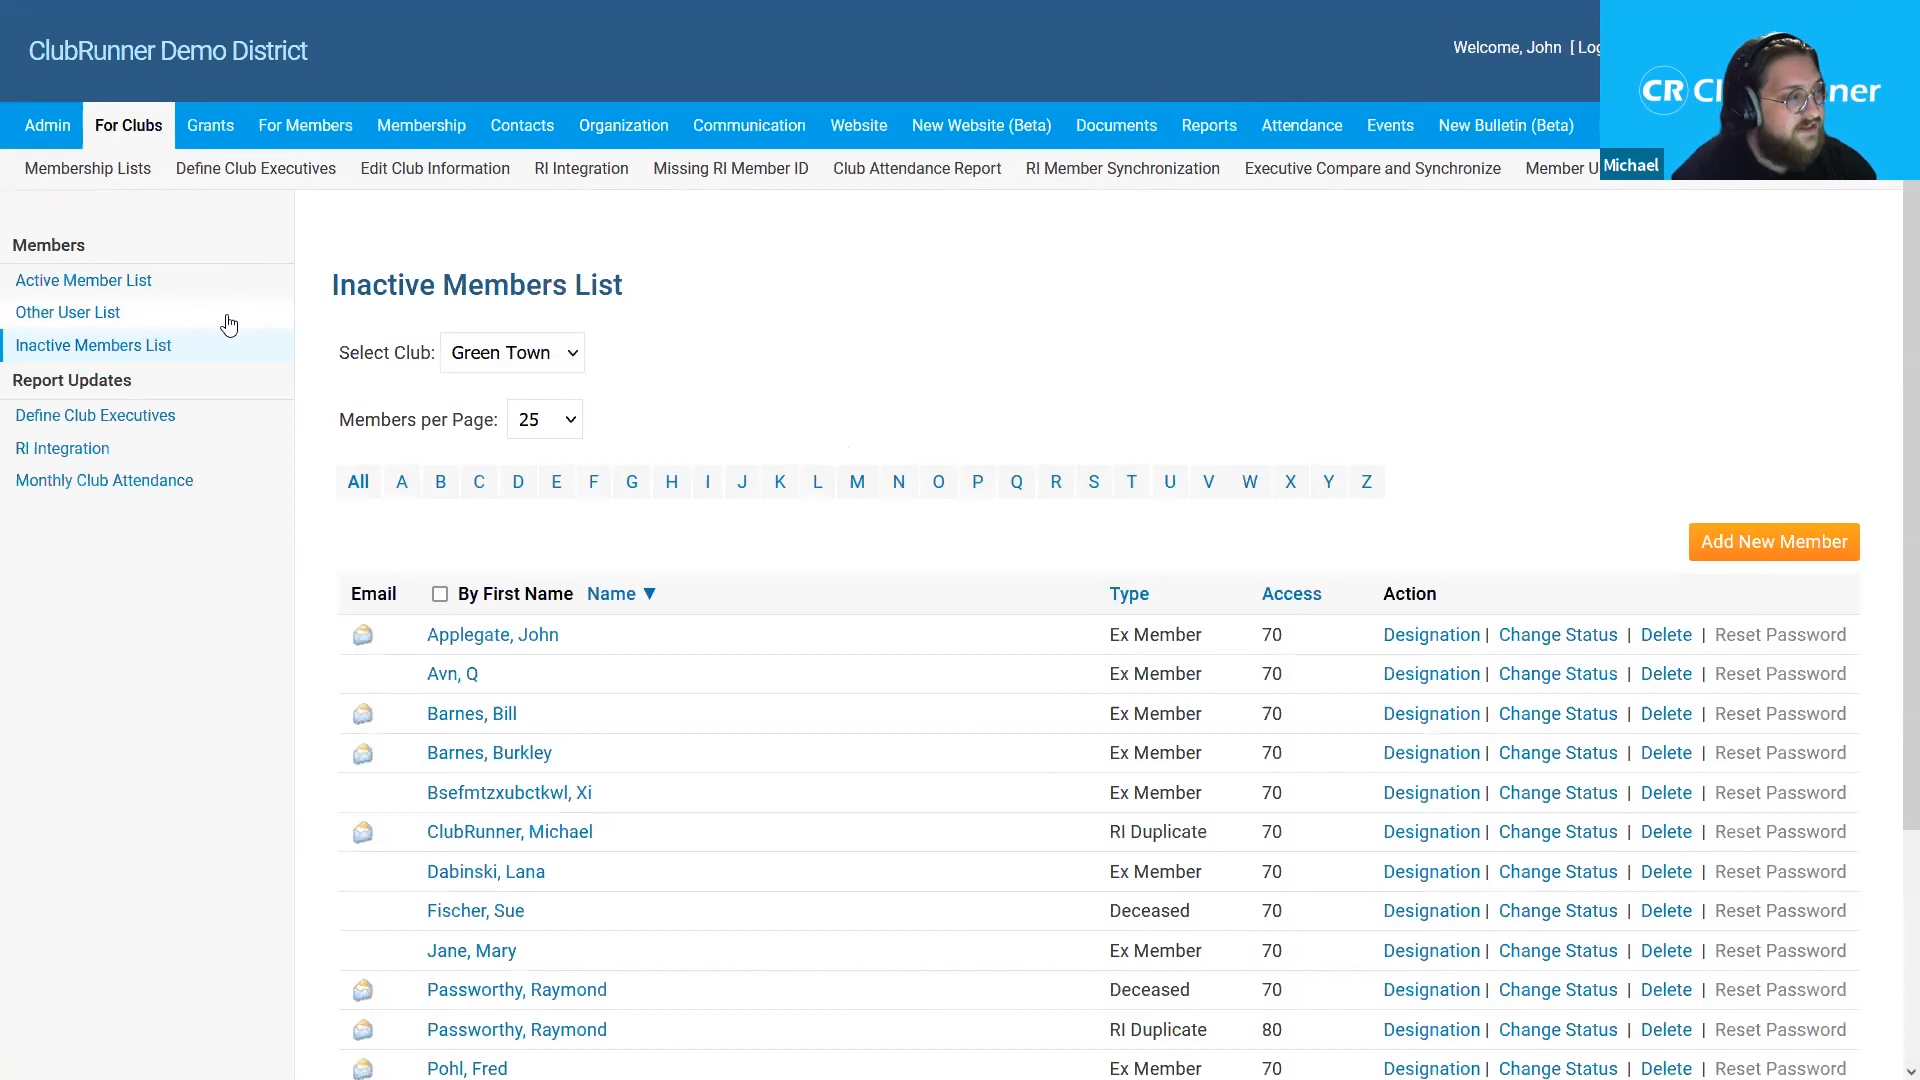 ClubRunner Demo District
Welcome, John [ Log
CR Cl ner
Admin For Clubs Grants For Members Membership Contacts Organization Communication Website New Website (Beta) Documents Reports Attendance Events New Bulletin (Beta)
Membership Lists Define Club Executives Edit Club Information RI Integration Missing RI Member ID Club Attendance Report RI Member Synchronization Executive Compare and Synchronize Member U
Michael
Members
Active Member List
Other User List
Inactive Members List
Report Updates
Define Club Executives
RI Integration
Monthly Club Attendance
Inactive Members List
Select Club: Green Town
Members per Page: 25
All A B C D E F G H I J K L M N O P Q R S T U V W X Y Z
Add New Member
Email By First Name Name ▼ Type Access Action
Applegate, John Ex Member 70 Designation | Change Status | Delete | Reset Password
Avn, Q Ex Member 70 Designation | Change Status | Delete | Reset Password
Barnes, Bill Ex Member 70 Designation | Change Status | Delete | Reset Password
Barnes, Burkley Ex Member 70 Designation | Change Status | Delete | Reset Password
Bsefmtzxubctkwl, Xi Ex Member 70 Designation | Change Status | Delete | Reset Password
ClubRunner, Michael RI Duplicate 70 Designation | Change Status | Delete | Reset Password
Dabinski, Lana Ex Member 70 Designation | Change Status | Delete | Reset Password
Fischer, Sue Deceased 70 Designation | Change Status | Delete | Reset Password
Jane, Mary Ex Member 70 Designation | Change Status | Delete | Reset Password
Passworthy, Raymond Deceased 70 Designation | Change Status | Delete | Reset Password
Passworthy, Raymond RI Duplicate 80 Designation | Change Status | Delete | Reset Password
Pohl, Fred Ex Member 70 Designation | Change Status | Delete | Reset Password